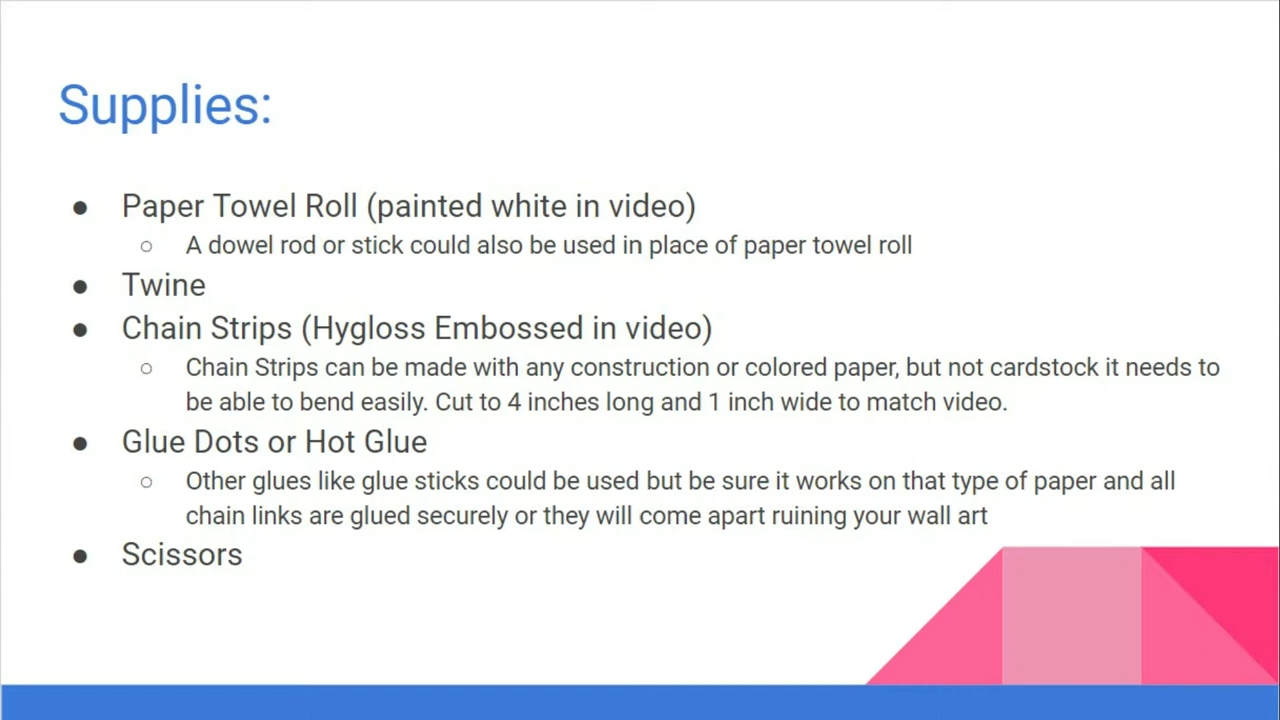 Supplies:
● Paper Towel Roll (painted white in video)
○ A dowel rod or stick could also be used in place of paper towel roll
● Twine
● Chain Strips (Hygloss Embossed in video)
○ Chain Strips can be made with any construction or colored paper, but not cardstock it needs to
be able to bend easily. Cut to 4 inches long and 1 inch wide to match video.
● Glue Dots or Hot Glue
○ Other glues like glue sticks could be used but be sure it works on that type of paper and all
chain links are glued securely or they will come apart ruining your wall art
● Scissors